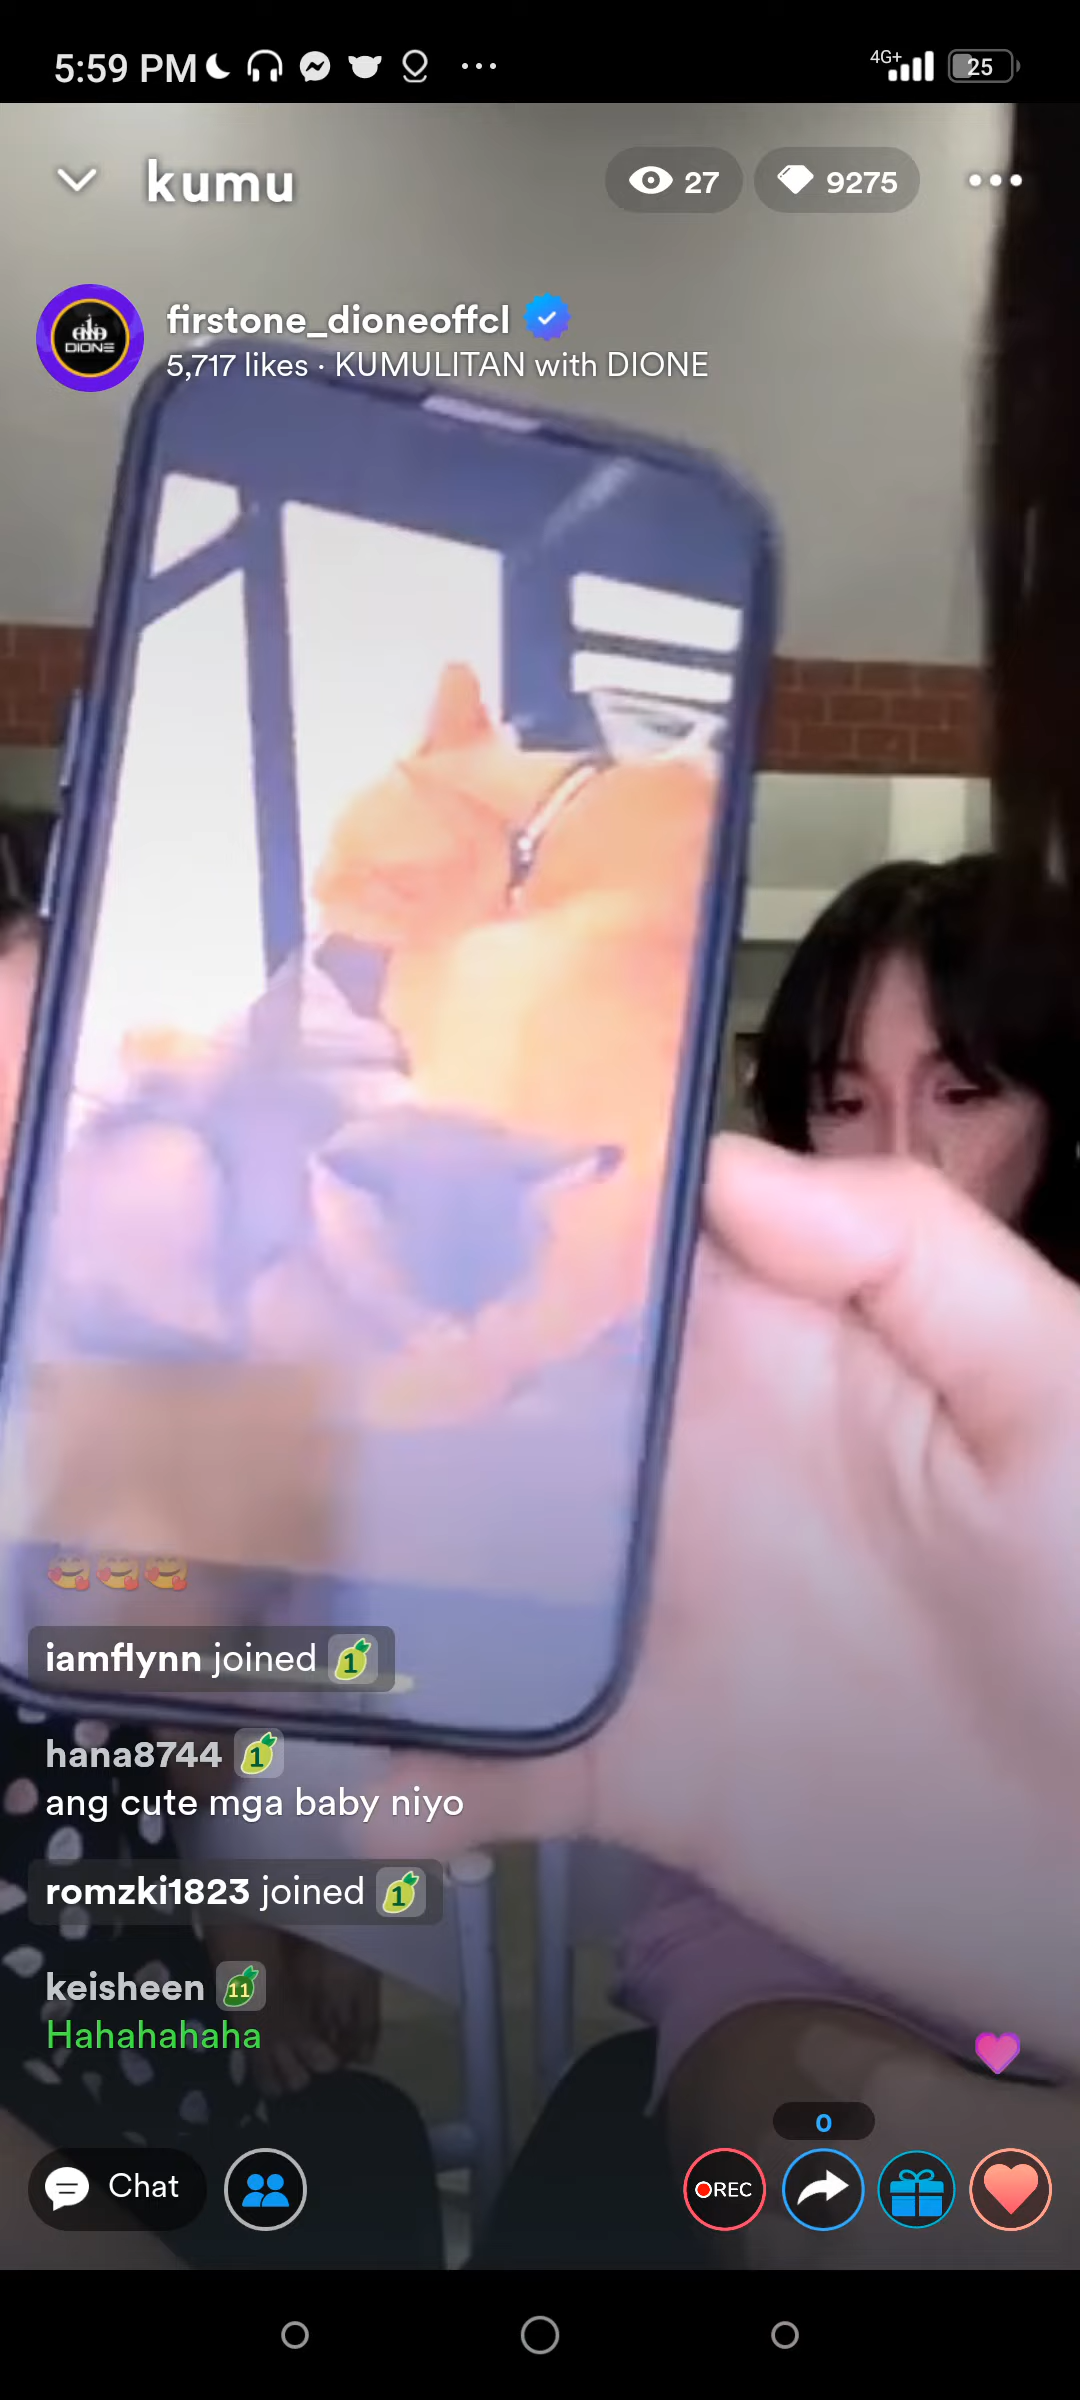 5:59 PM
4G+
25
kumu
27
9275
DIONE
firstone_dioneoffcl
5,717 likes · KUMULITAN with DIONE
iamflynn joined 1
hana8744 1
ang cute mga baby niyo
romzki1823 joined 1
keisheen 11
Hahahahaha
0
Chat
REC